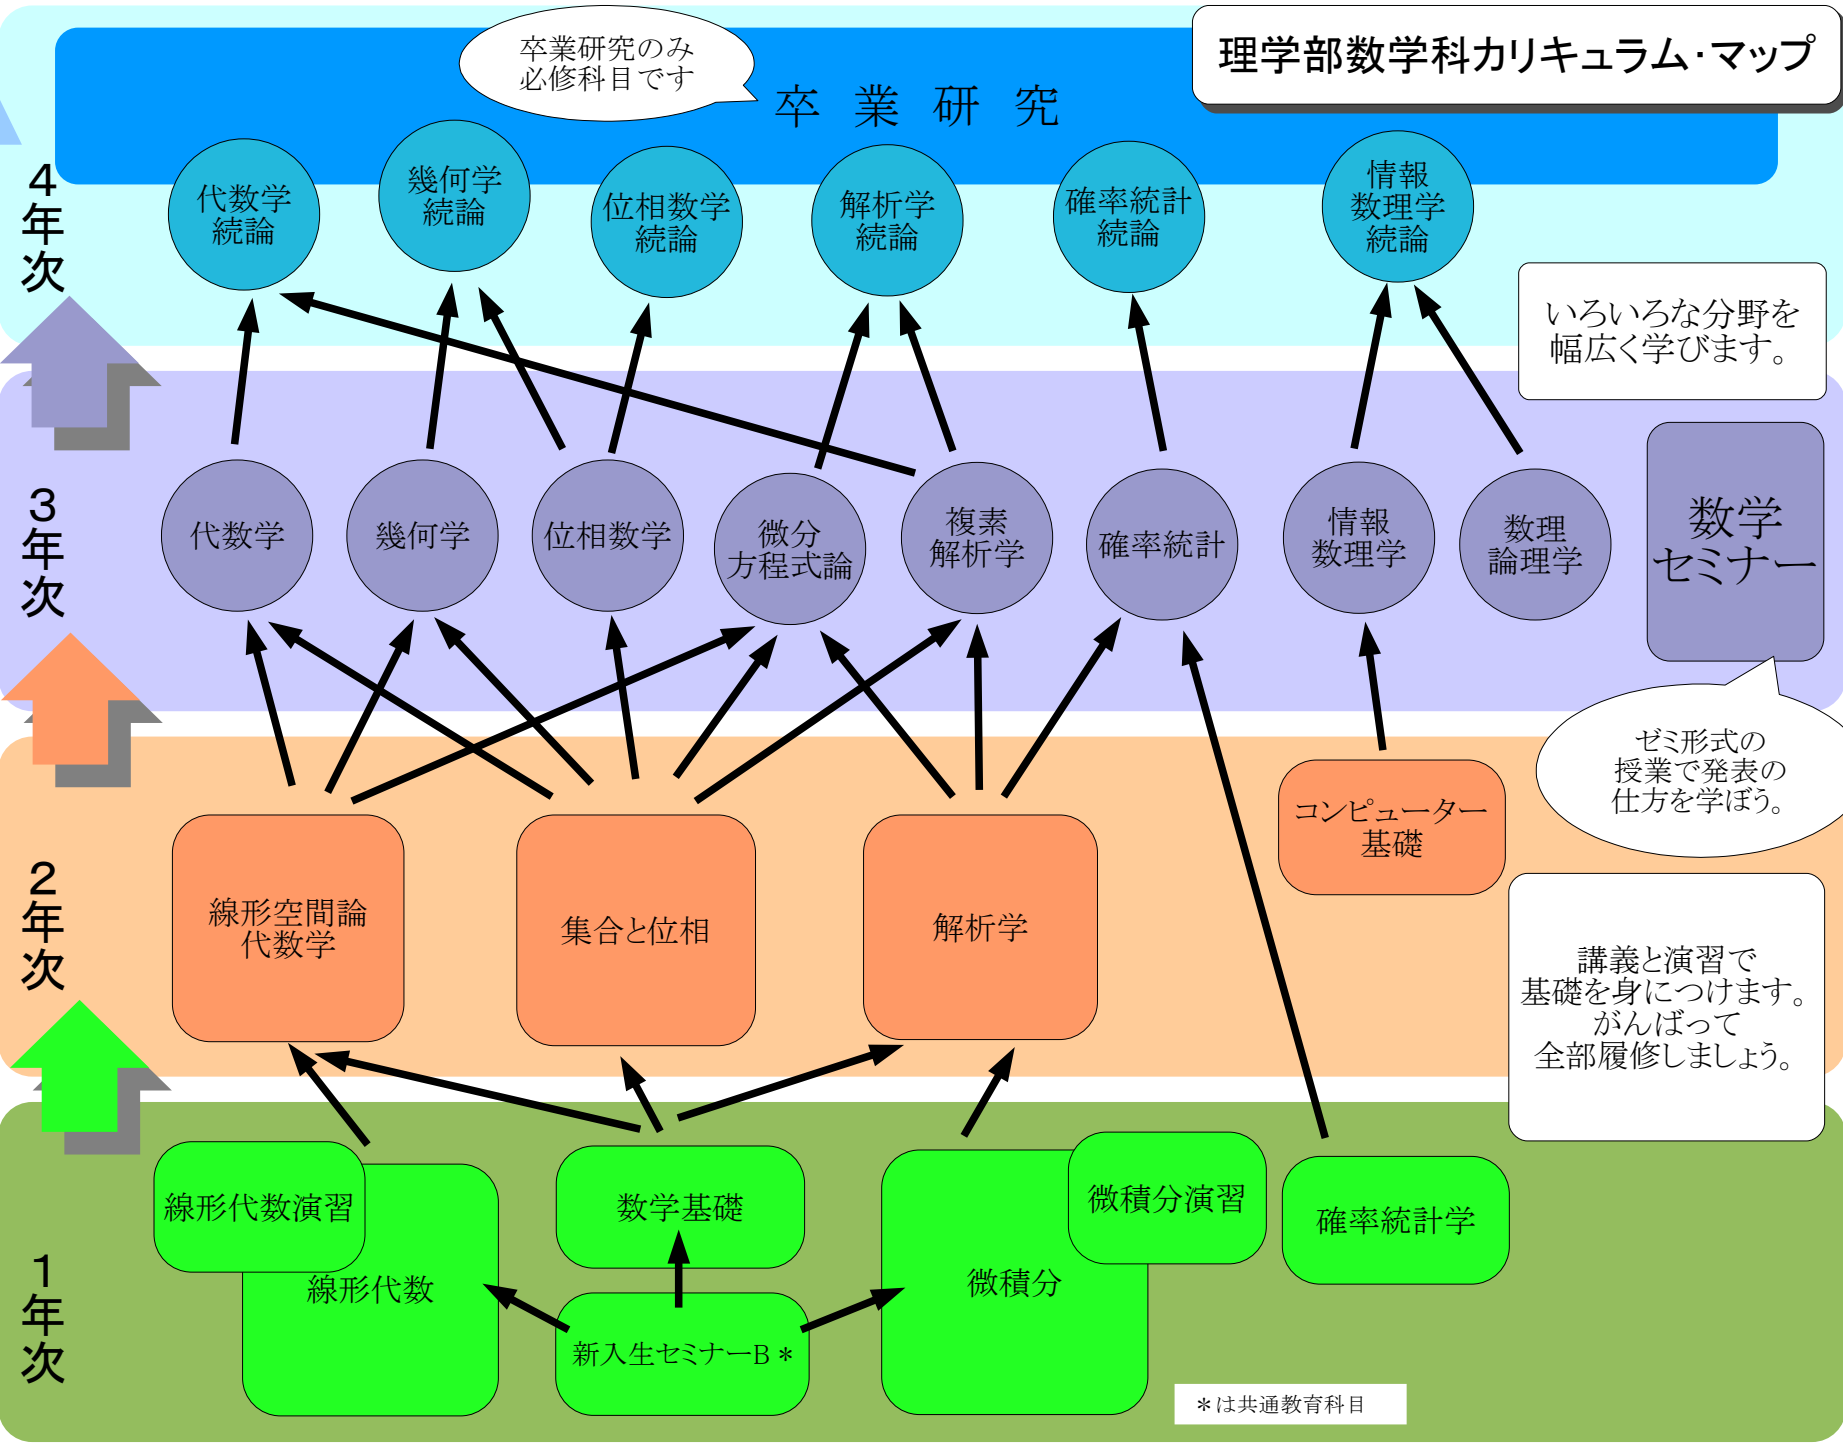 理学部数学科カリキュラム・マップ
卒業研究のみ
必修科目です
卒業研究
4年次
代数学
続論
幾何学
続論
位相数学
続論
解析学
続論
確率統計
続論
情報
数理学
続論
いろいろな分野を
幅広く学びます。
3年次
代数学
幾何学
位相数学
微分
方程式論
複素
解析学
確率統計
情報
数理学
数理
論理学
数学
セミナー
ゼミ形式の
授業で発表の
仕方を学ぼう。
2年次
線形空間論
代数学
集合と位相
解析学
コンピューター
基礎
講義と演習で
基礎を身につけます。
がんばって
全部履修しましょう。
1年次
線形代数演習
線形代数
数学基礎
新入生セミナーB＊
微積分
微積分演習
確率統計学
＊は共通教育科目